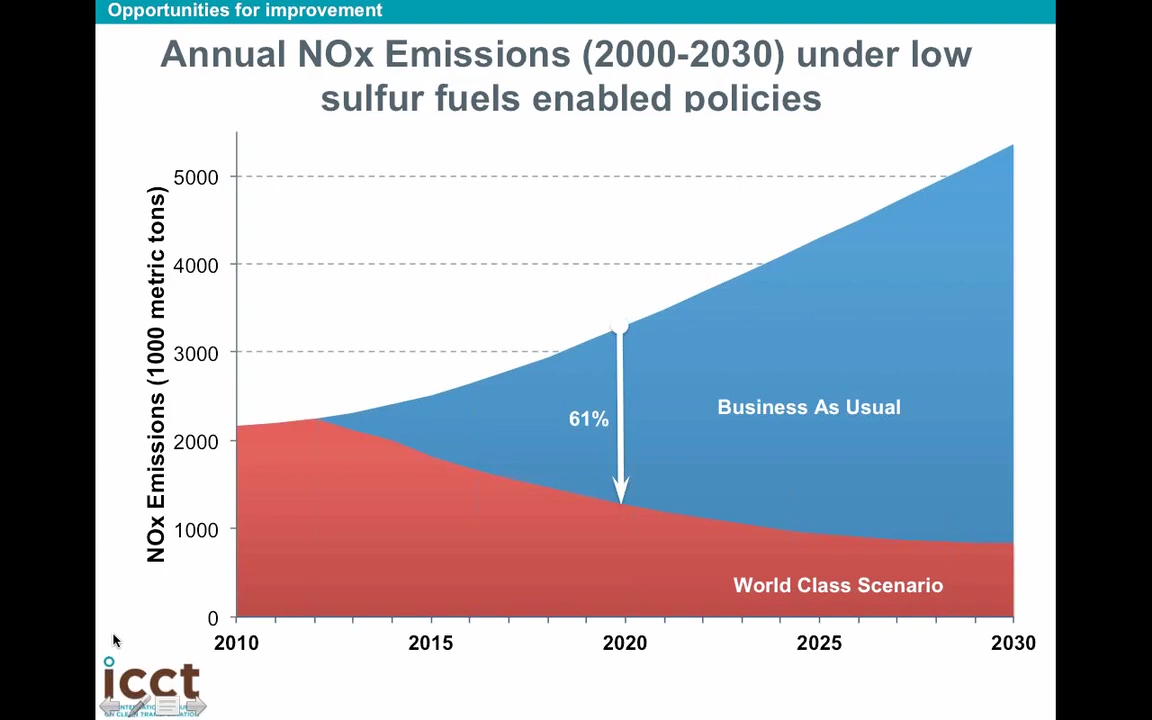 Opportunities for improvement
Annual NOx Emissions (2000-2030) under low
sulfur fuels enabled policies
NOx Emissions (1000 metric tons)
5000
4000
3000
2000
1000
0
61%
Business As Usual
World Class Scenario
2010
2015
2020
2025
2030
icct